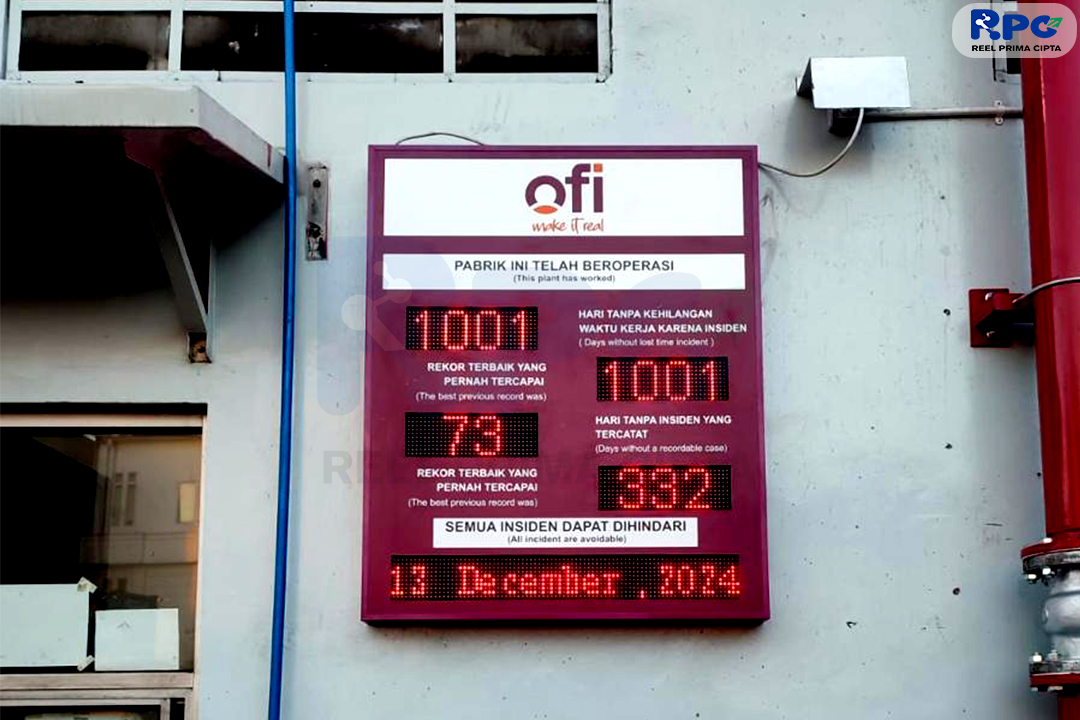 RPC
REEL PRIMA CIPTA
ofi
make it real
PABRIK INI TELAH BEROPERASI
(This plant has worked)
1001
HARI TANPA KEHILANGAN
WAKTU KERJA KARENA INSIDEN
( Days without lost time incident )
REKOR TERBAIK YANG
PERNAH TERCAPAI
(The best previous record was)
1001
73
HARI TANPA INSIDEN YANG
TERCATAT
(Days without a recordable case)
REKOR TERBAIK YANG
PERNAH TERCAPAI
(The best previous record was)
332
SEMUA INSIDEN DAPAT DIHINDARI
(All incident are avoidable)
13 December ,2024